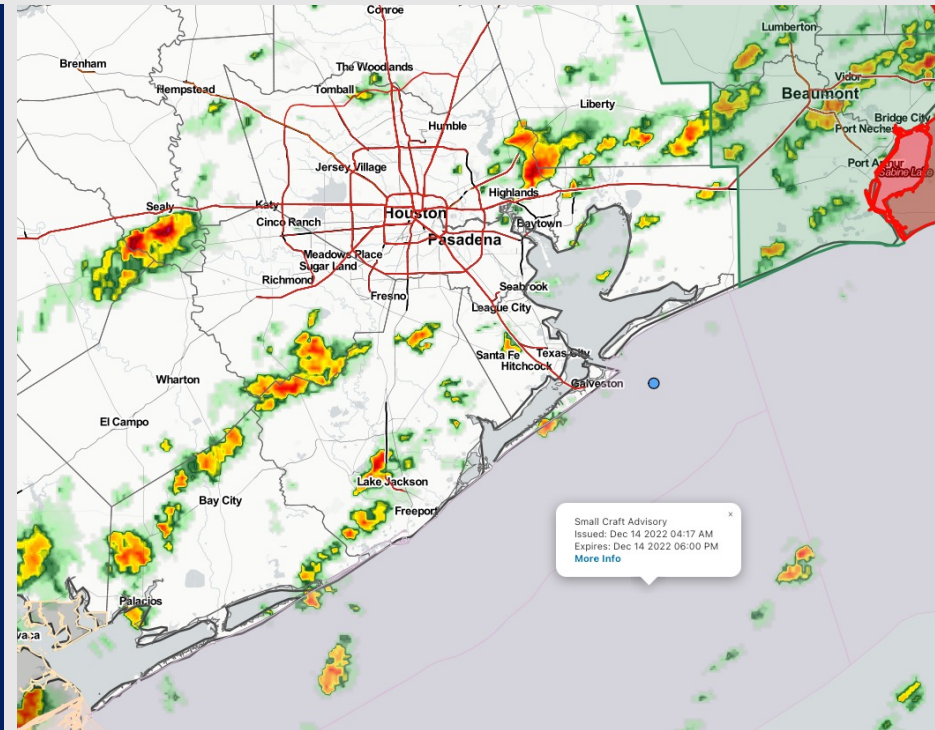 Conroe
Lumberton
Brenham
The Woodlands
Vidor
Hempstead
Tomball
Beaumont
Liberty
Bridge City
Humble
Port Neches
Jersey Village
Port Arthur
Sabine Lake
Highlands
Sealy
Katy
Houston
Cinco Ranch
Baytown
Pasadena
Meadows Place
Sugar Land
Richmond
Seabrook
Fresno
League City
Santa Fe
Texas City
Hitchcock
Wharton
Galveston
El Campo
Lake Jackson
Bay City
Freeport
Small Craft Advisory
×
Issued: Dec 14 2022 04:17 AM
Expires: Dec 14 2022 06:00 PM
More Info
Palacios
vaca